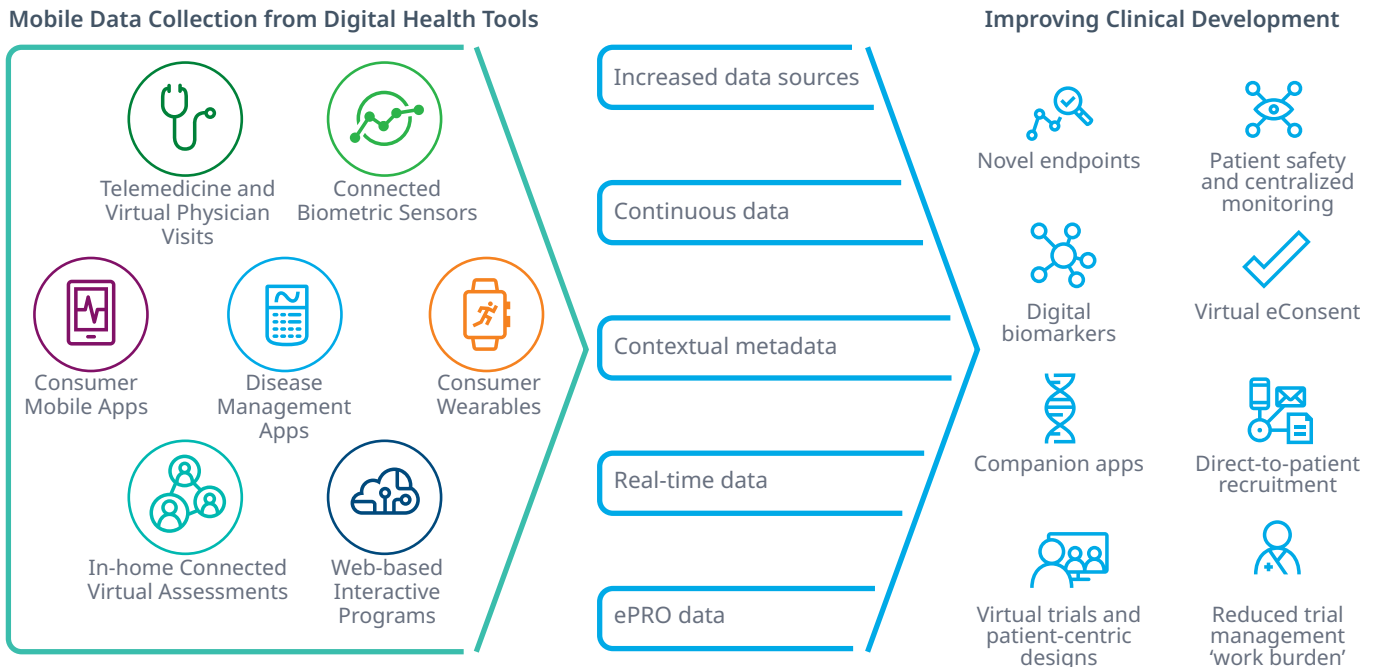 Mobile Data Collection from Digital Health Tools
Telemedicine and
Virtual Physician
Visits
Connected
Biometric Sensors
Consumer
Mobile Apps
Disease
Management
Apps
Consumer
Wearables
In-home Connected
Virtual Assessments
Web-based
Interactive
Programs
Increased data sources
Continuous data
Contextual metadata
Real-time data
ePRO data
Improving Clinical Development
Novel endpoints
Patient safety
and centralized
monitoring
Digital
biomarkers
Virtual eConsent
Companion apps
Direct-to-patient
recruitment
Virtual trials and
patient-centric
designs
Reduced trial
management
‘work burden’